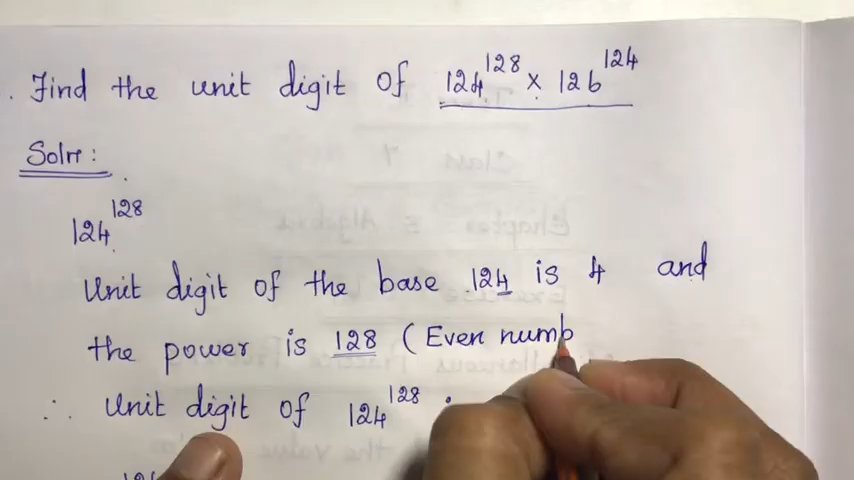 . Find the unit digit of 124^128 × 126^124
Soln:
124^128
Unit digit of the base 124 is 4 and
the power is 128 (Even numb
∴ Unit digit of 124^128